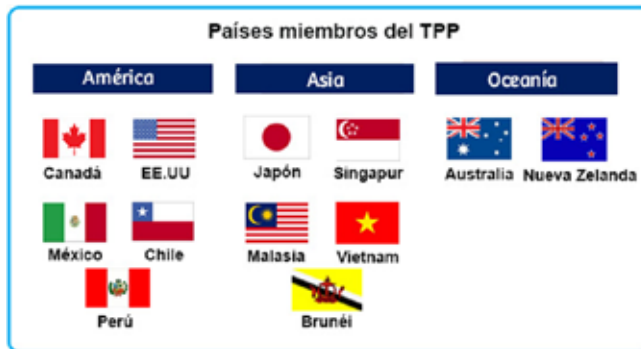 Países miembros del TPP
América
Asia
Oceanía
Canadá
EE.UU
Japón
Singapur
Australia
Nueva Zelanda
México
Chile
Malasia
Vietnam
Perú
Brunéi